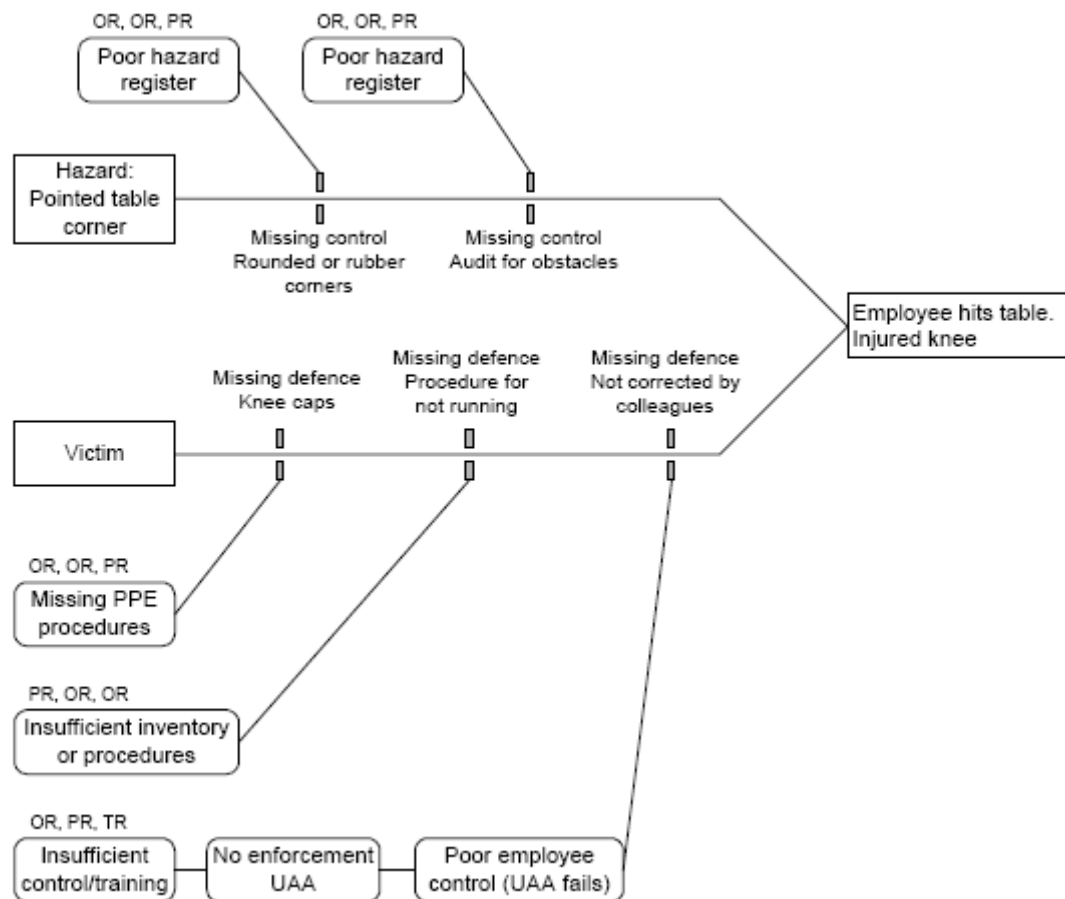 OR, OR, PR
Poor hazard
register
OR, OR, PR
Poor hazard
register
Hazard:
Pointed table
corner
Missing control
Rounded or rubber
corners
Missing control
Audit for obstacles
Employee hits table.
Injured knee
Missing defence
Knee caps
Missing defence
Procedure for
not running
Missing defence
Not corrected by
colleagues
Victim
OR, OR, PR
Missing PPE
procedures
PR, OR, OR
Insufficient inventory
or procedures
OR, PR, TR
Insufficient
control/training
No enforcement
UAA
Poor employee
control (UAA fails)